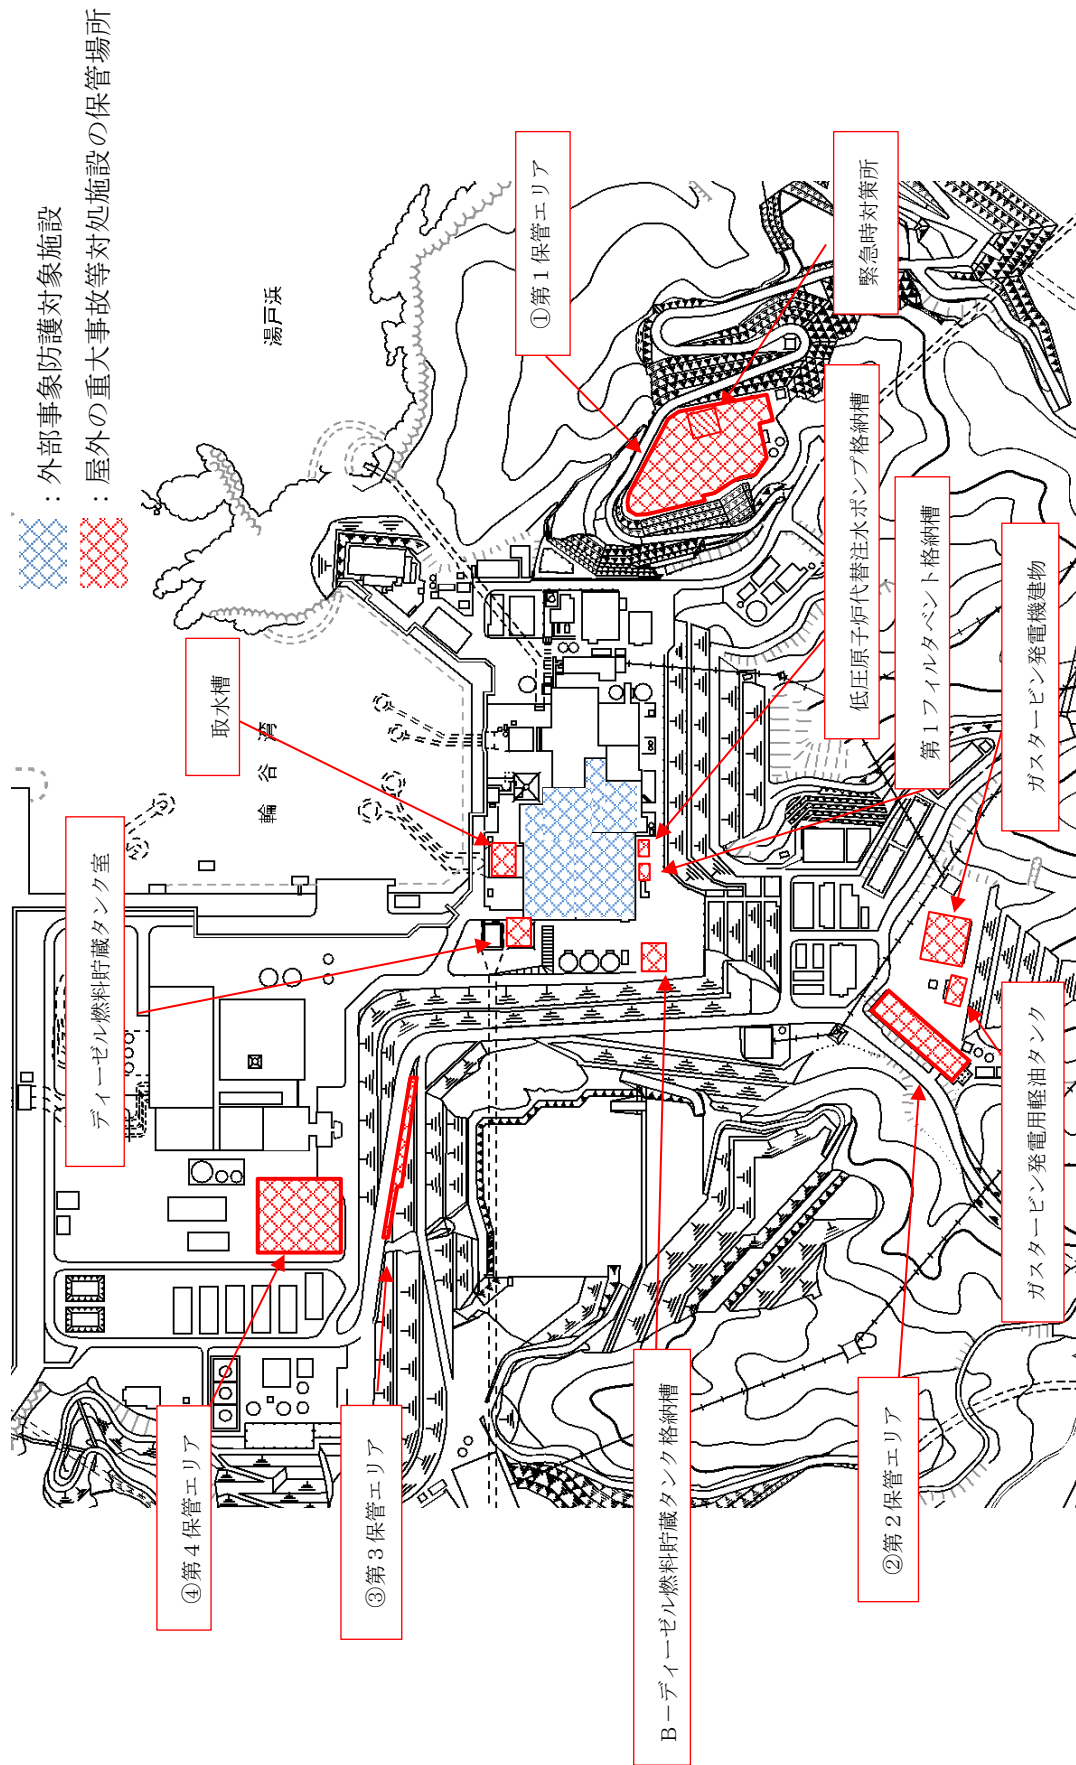 ：外部事象防護対象施設
：屋外の重大事故等対処施設の保管場所
湯戸浜
輪谷湾
①第１保管エリア
緊急時対策所
取水槽
低圧原子炉代替注水ポンプ格納槽
第１フィルタベント格納槽
ガスタービン発電機建物
ディーゼル燃料貯蔵タンク室
ガスタービン発電用軽油タンク
④第４保管エリア
③第３保管エリア
Ｂ－ディーゼル燃料貯蔵タンク格納槽
②第２保管エリア